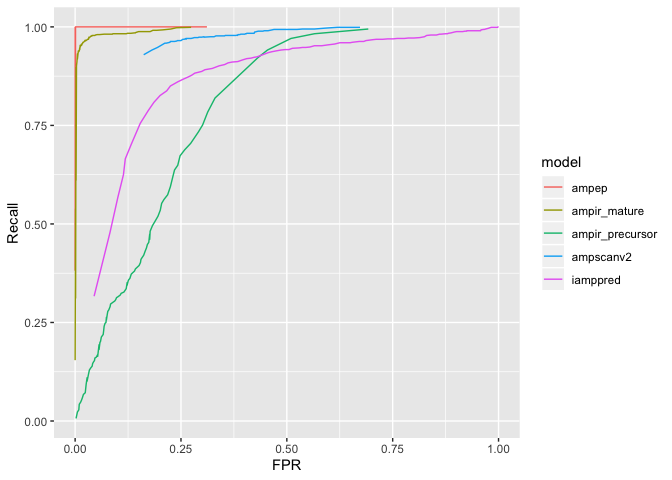 1.00
0.75
0.50
0.25
0.00
Recall
0.00 0.25 0.50 0.75 1.00
FPR
model
ampep
ampir_mature
ampir_precursor
ampscanv2
iamppred